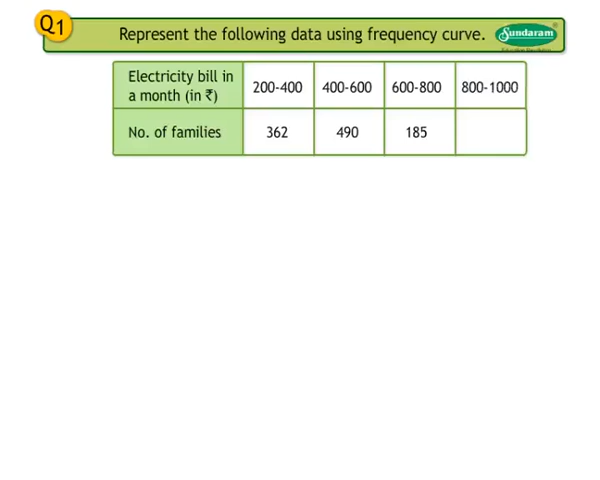 Q1
Represent the following data using frequency curve.
Sundaram
Electricity bill in
a month (in ₹)
200-400 400-600 600-800 800-1000
No. of families 362 490 185